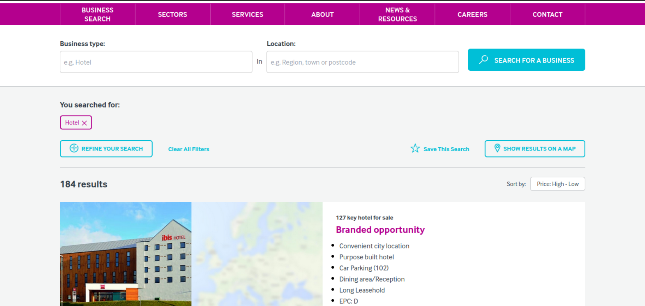 BUSINESS
SEARCH
SECTORS
SERVICES
ABOUT
NEWS &
RESOURCES
CAREERS
CONTACT
Business type:
Location:
e.g. Hotel
in
e.g. Region, town or postcode
SEARCH FOR A BUSINESS
You searched for:
Hotel
REFINE YOUR SEARCH
Clear All Filters
Save This Search
SHOW RESULTS ON A MAP
184 results
Sort by:
Price: High - Low
ibis HOTEL
127 key hotel for sale
Branded opportunity
Convenient city location
Purpose built hotel
Car Parking (102)
Dining area/Reception
Long Leasehold
EPC: D